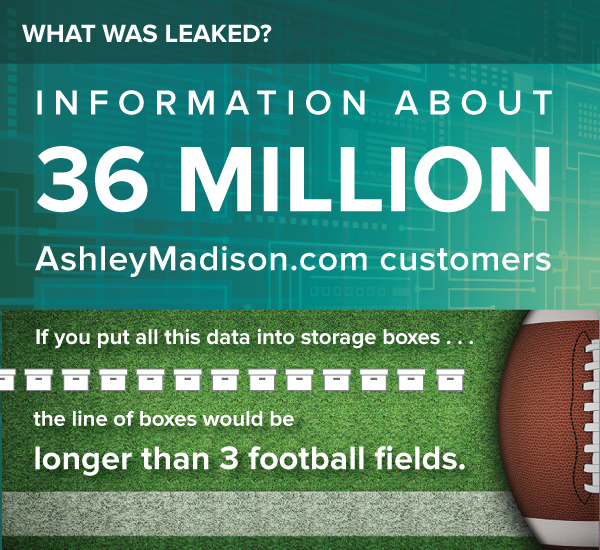 WHAT WAS LEAKED?
INFORMATION ABOUT
36 MILLION
AshleyMadison.com customers
If you put all this data into storage boxes . . .
the line of boxes would be
longer than 3 football fields.